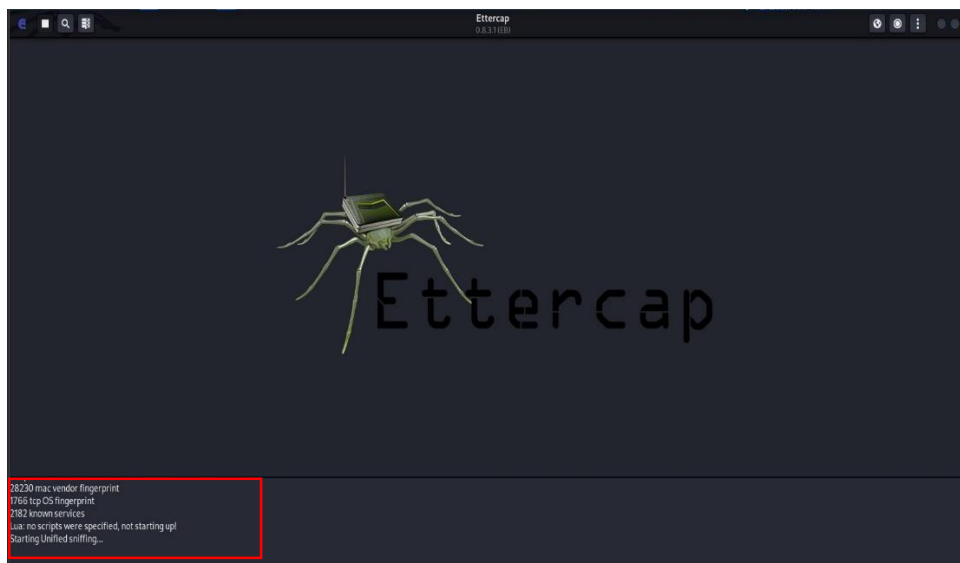 Ettercap
0.8.3.1 (EB)
Ettercap
28230 mac vendor fingerprint
1766 tcp OS fingerprint
2182 known services
Lua: no scripts were specified, not starting up!
Starting Unified sniffing...